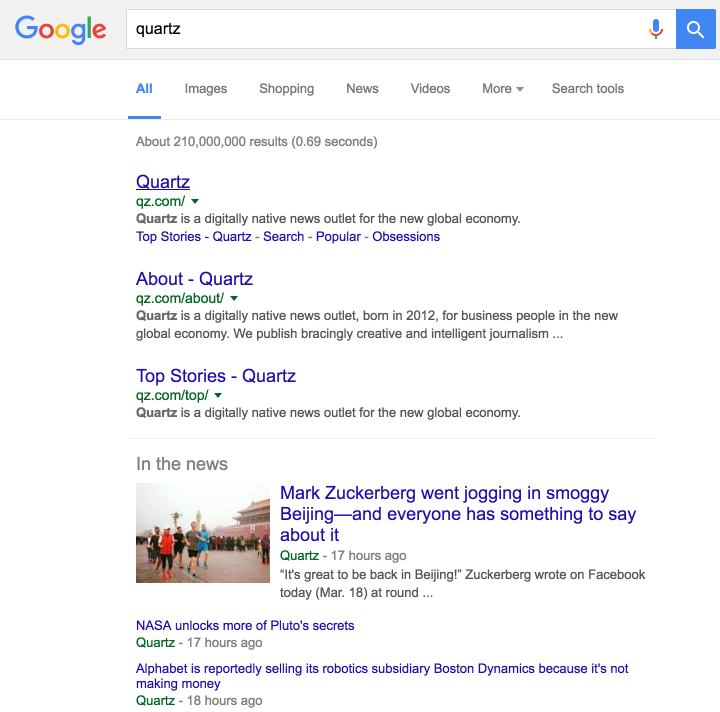 Google
quartz
All Images Shopping News Videos More Search tools
About 210,000,000 results (0.69 seconds)
Quartz
qz.com/
Quartz is a digitally native news outlet for the new global economy.
Top Stories - Quartz - Search - Popular - Obsessions
About - Quartz
qz.com/about/
Quartz is a digitally native news outlet, born in 2012, for business people in the new
global economy. We publish bracingly creative and intelligent journalism ...
Top Stories - Quartz
qz.com/top/
Quartz is a digitally native news outlet for the new global economy.
In the news
Mark Zuckerberg went jogging in smoggy
Beijing—and everyone has something to say
about it
Quartz - 17 hours ago
“It's great to be back in Beijing!” Zuckerberg wrote on Facebook
today (Mar. 18) at round ...
NASA unlocks more of Pluto's secrets
Quartz - 17 hours ago
Alphabet is reportedly selling its robotics subsidiary Boston Dynamics because it's not
making money
Quartz - 18 hours ago